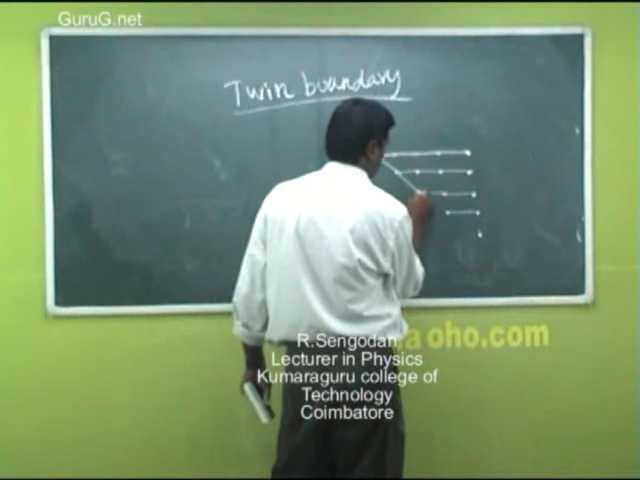 GuruG.net
Twin boundary
oho.com
R.Sengodan
Lecturer in Physics
Kumaraguru college of
Technology
Coimbatore